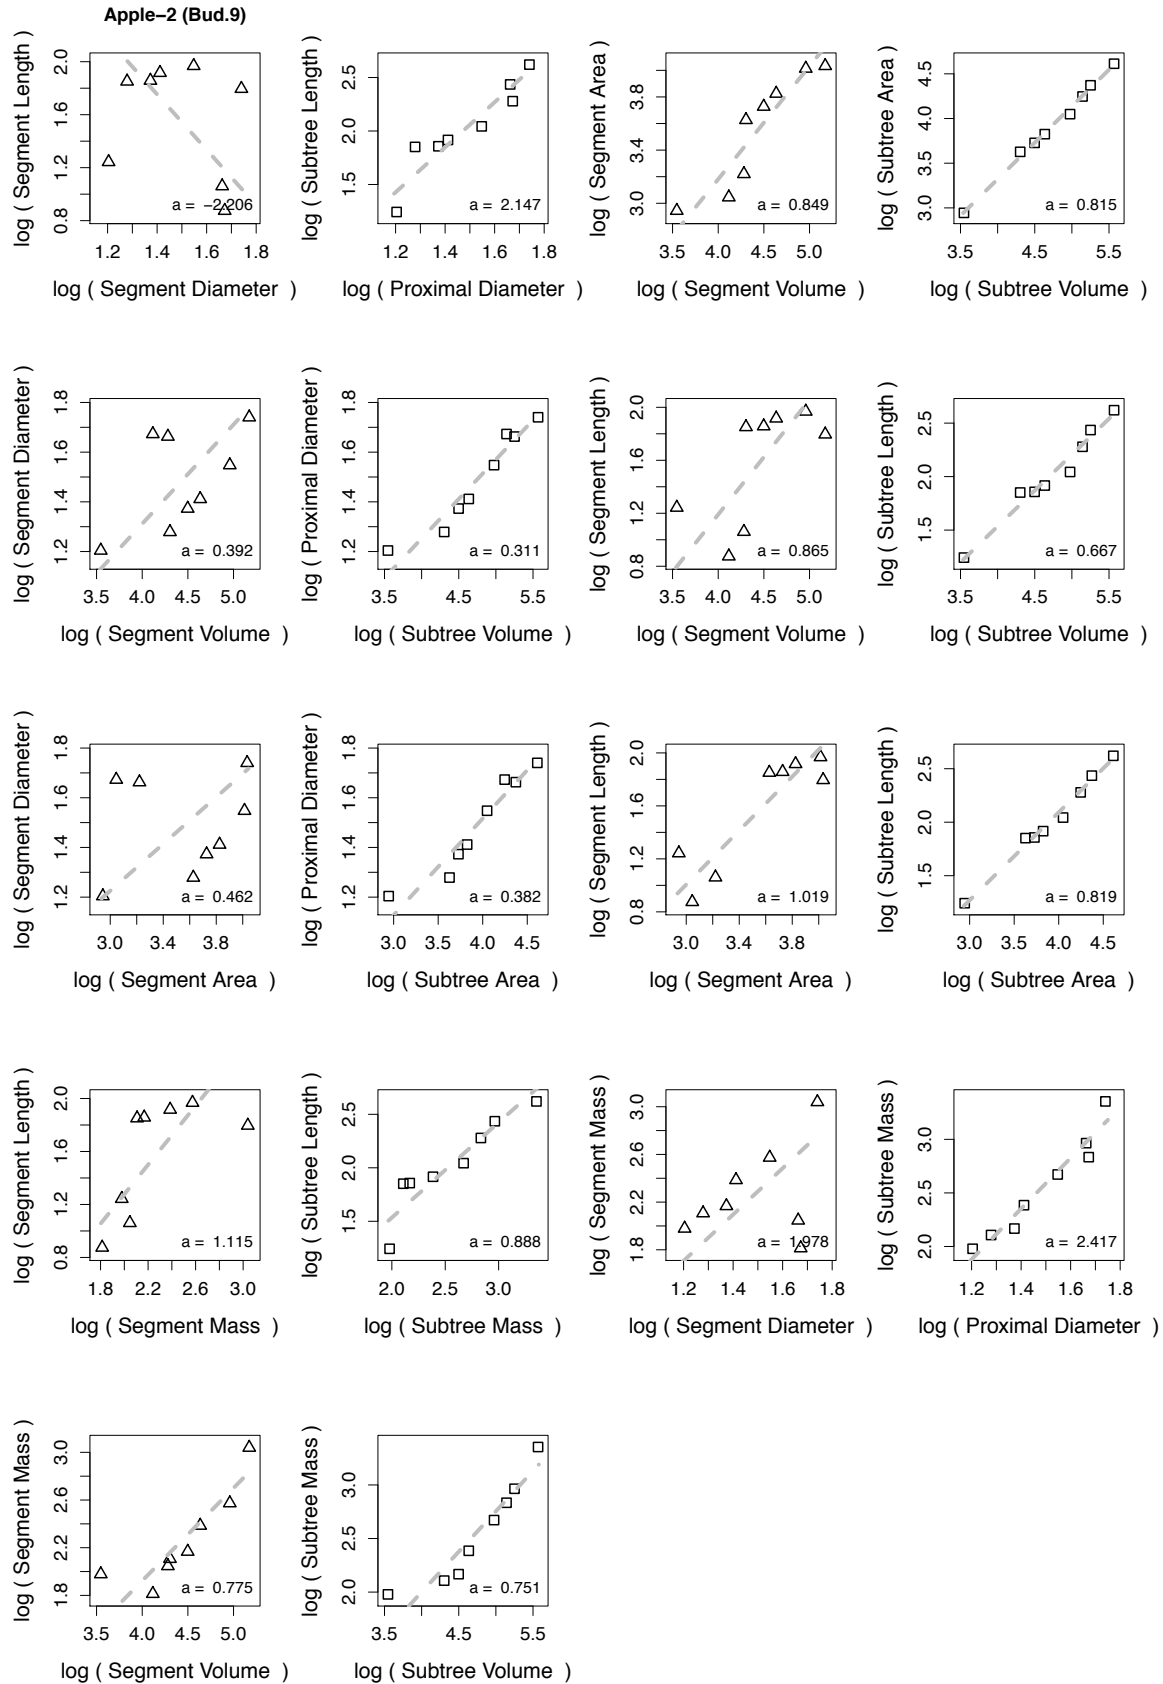 Apple−2 (Bud.9)
log ( Segment Length )
2.0
1.6
1.2
0.8
a = −2.206
1.2 1.4 1.6 1.8
log ( Segment Diameter )
log ( Subtree Length )
2.5
2.0
1.5
a = 2.147
1.2 1.4 1.6 1.8
log ( Proximal Diameter )
log ( Segment Area )
3.8
3.4
3.0
a = 0.849
3.5 4.0 4.5 5.0
log ( Segment Volume )
log ( Subtree Area )
4.5
4.0
3.5
3.0
a = 0.815
3.5 4.5 5.5
log ( Subtree Volume )
log ( Segment Diameter )
1.8
1.6
1.4
1.2
a = 0.392
3.5 4.0 4.5 5.0
log ( Segment Volume )
log ( Proximal Diameter )
1.8
1.6
1.4
1.2
a = 0.311
3.5 4.5 5.5
log ( Subtree Volume )
log ( Segment Length )
2.0
1.6
1.2
0.8
a = 0.865
3.5 4.0 4.5 5.0
log ( Segment Volume )
log ( Subtree Length )
2.5
2.0
1.5
a = 0.667
3.5 4.5 5.5
log ( Subtree Volume )
log ( Segment Diameter )
1.8
1.6
1.4
1.2
a = 0.462
3.0 3.4 3.8
log ( Segment Area )
log ( Proximal Diameter )
1.8
1.6
1.4
1.2
a = 0.382
3.0 3.5 4.0 4.5
log ( Subtree Area )
log ( Segment Length )
2.0
1.6
1.2
0.8
a = 1.019
3.0 3.4 3.8
log ( Segment Area )
log ( Subtree Length )
2.5
2.0
1.5
a = 0.819
3.0 3.5 4.0 4.5
log ( Subtree Area )
log ( Segment Length )
2.0
1.6
1.2
0.8
a = 1.115
1.8 2.2 2.6 3.0
log ( Segment Mass )
log ( Subtree Length )
2.5
2.0
1.5
a = 0.888
2.0 2.5 3.0
log ( Subtree Mass )
log ( Segment Mass )
3.0
2.6
2.2
1.8
a = 1.978
1.2 1.4 1.6 1.8
log ( Segment Diameter )
log ( Subtree Mass )
3.0
2.5
2.0
a = 2.417
1.2 1.4 1.6 1.8
log ( Proximal Diameter )
log ( Segment Mass )
3.0
2.6
2.2
1.8
a = 0.775
3.5 4.0 4.5 5.0
log ( Segment Volume )
log ( Subtree Mass )
3.0
2.5
2.0
a = 0.751
3.5 4.5 5.5
log ( Subtree Volume )